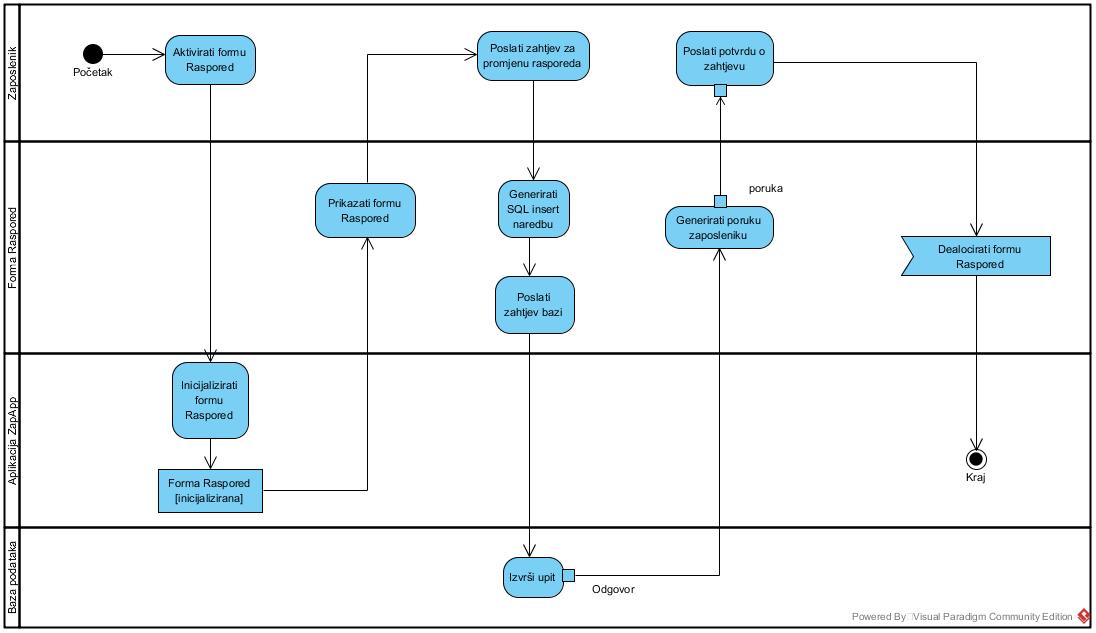 Zaposlenik
Početak
Aktivirati formu
Raspored
Poslati zahtjev za
promjenu rasporeda
Poslati potvrdu o
zahtjevu
Forma Raspored
Prikazati formu
Raspored
Generirati
SQL insert
naredbu
Poslati
zahtjev bazi
poruka
Generirati poruku
zaposleniku
Dealocirati formu
Raspored
Aplikacija ZapApp
Inicijalizirati
formu
Raspored
Forma Raspored
[inicijalizirana]
Kraj
Baza podataka
Izvrši upit
Odgovor
Powered By Visual Paradigm Community Edition